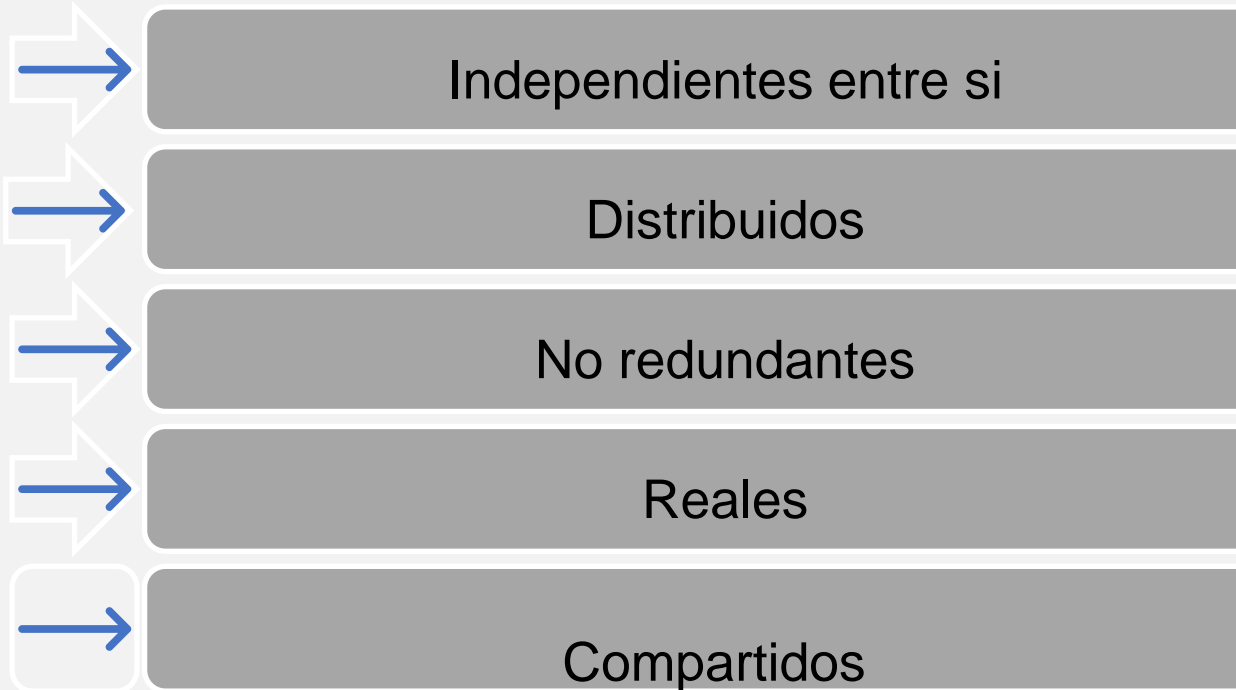 Independientes entre si
Distribuidos
No redundantes
Reales
Compartidos